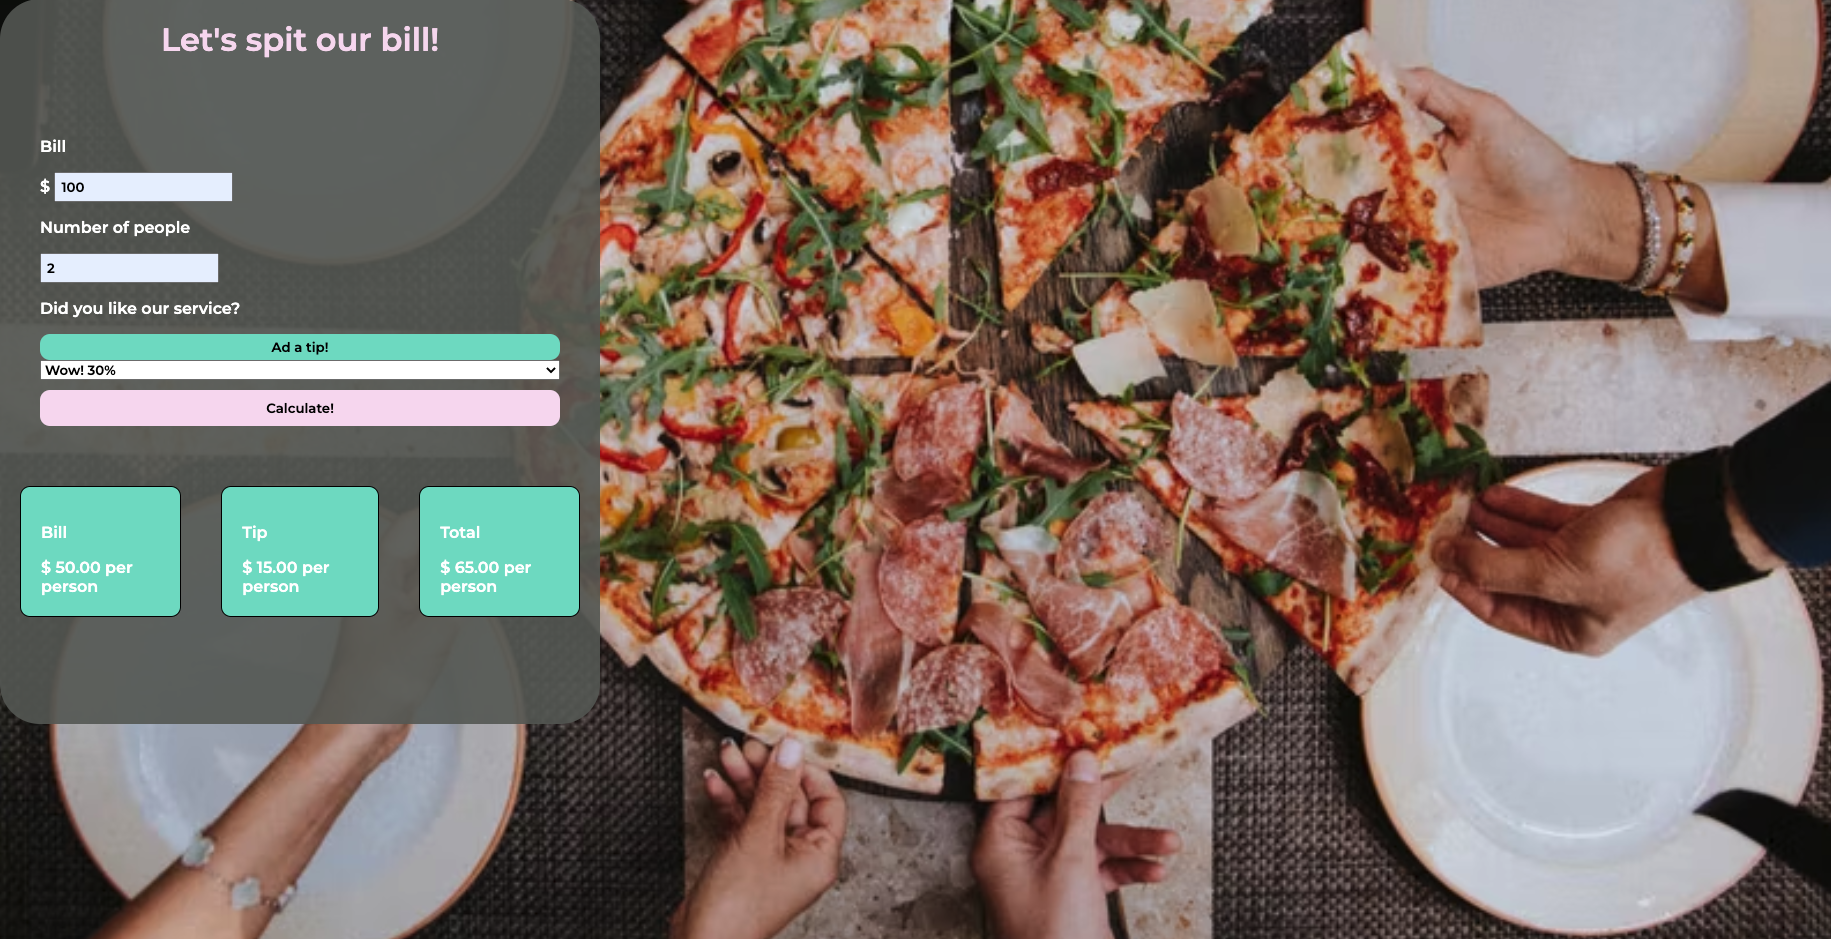 Let's spit our bill!
Bill
$ 100
Number of people
2
Did you like our service?
Ad a tip!
Wow! 30%
Calculate!
Bill
$ 50.00 per
person
Tip
$ 15.00 per
person
Total
$ 65.00 per
person